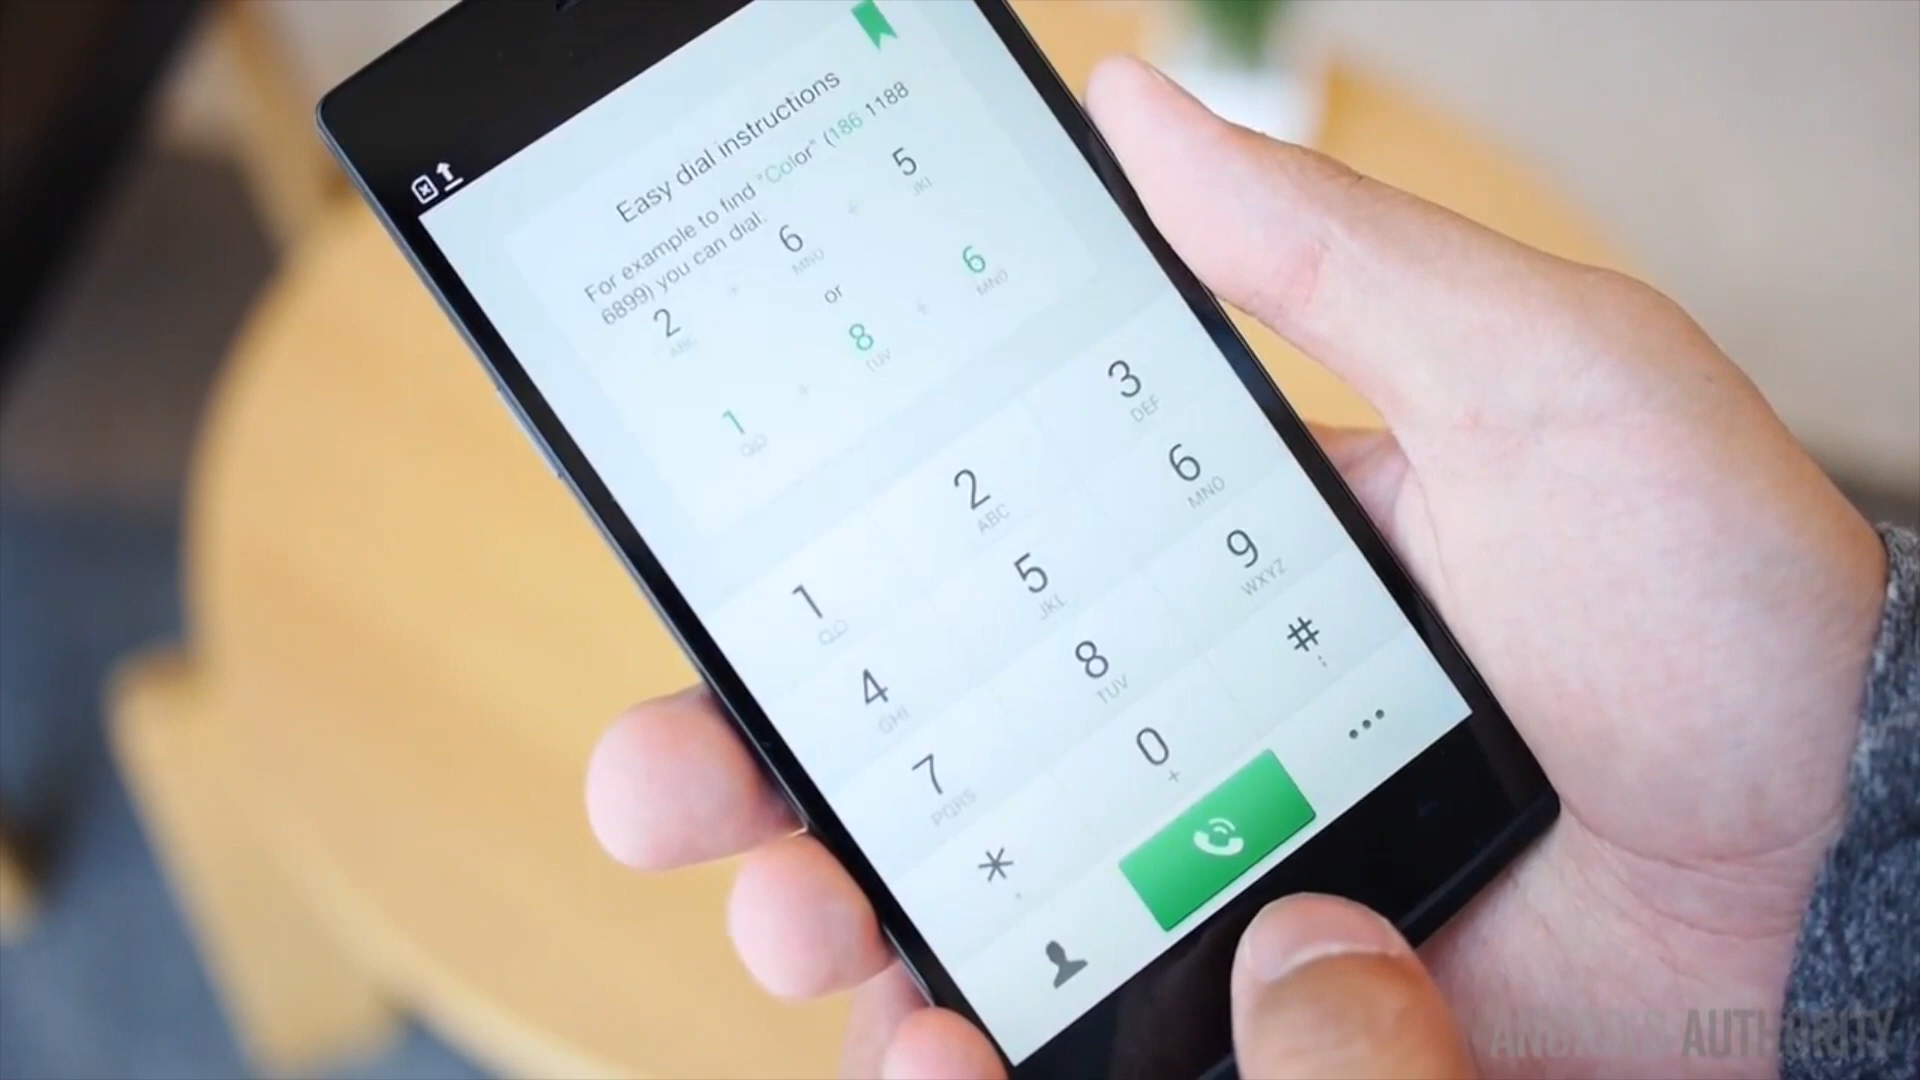 Easy dial instructions
For example to find "Color" (186 1188
6899) you can dial:
2 + 6 + 5
ABC MNO JKL
or
1 + 8 + 6
TUV MNO
1 2 3
ABC DEF
4 5 6
GHI JKL MNO
7 8 9
PQRS TUV WXYZ
* 0 #
, + ;
ANDROID AUTHORITY